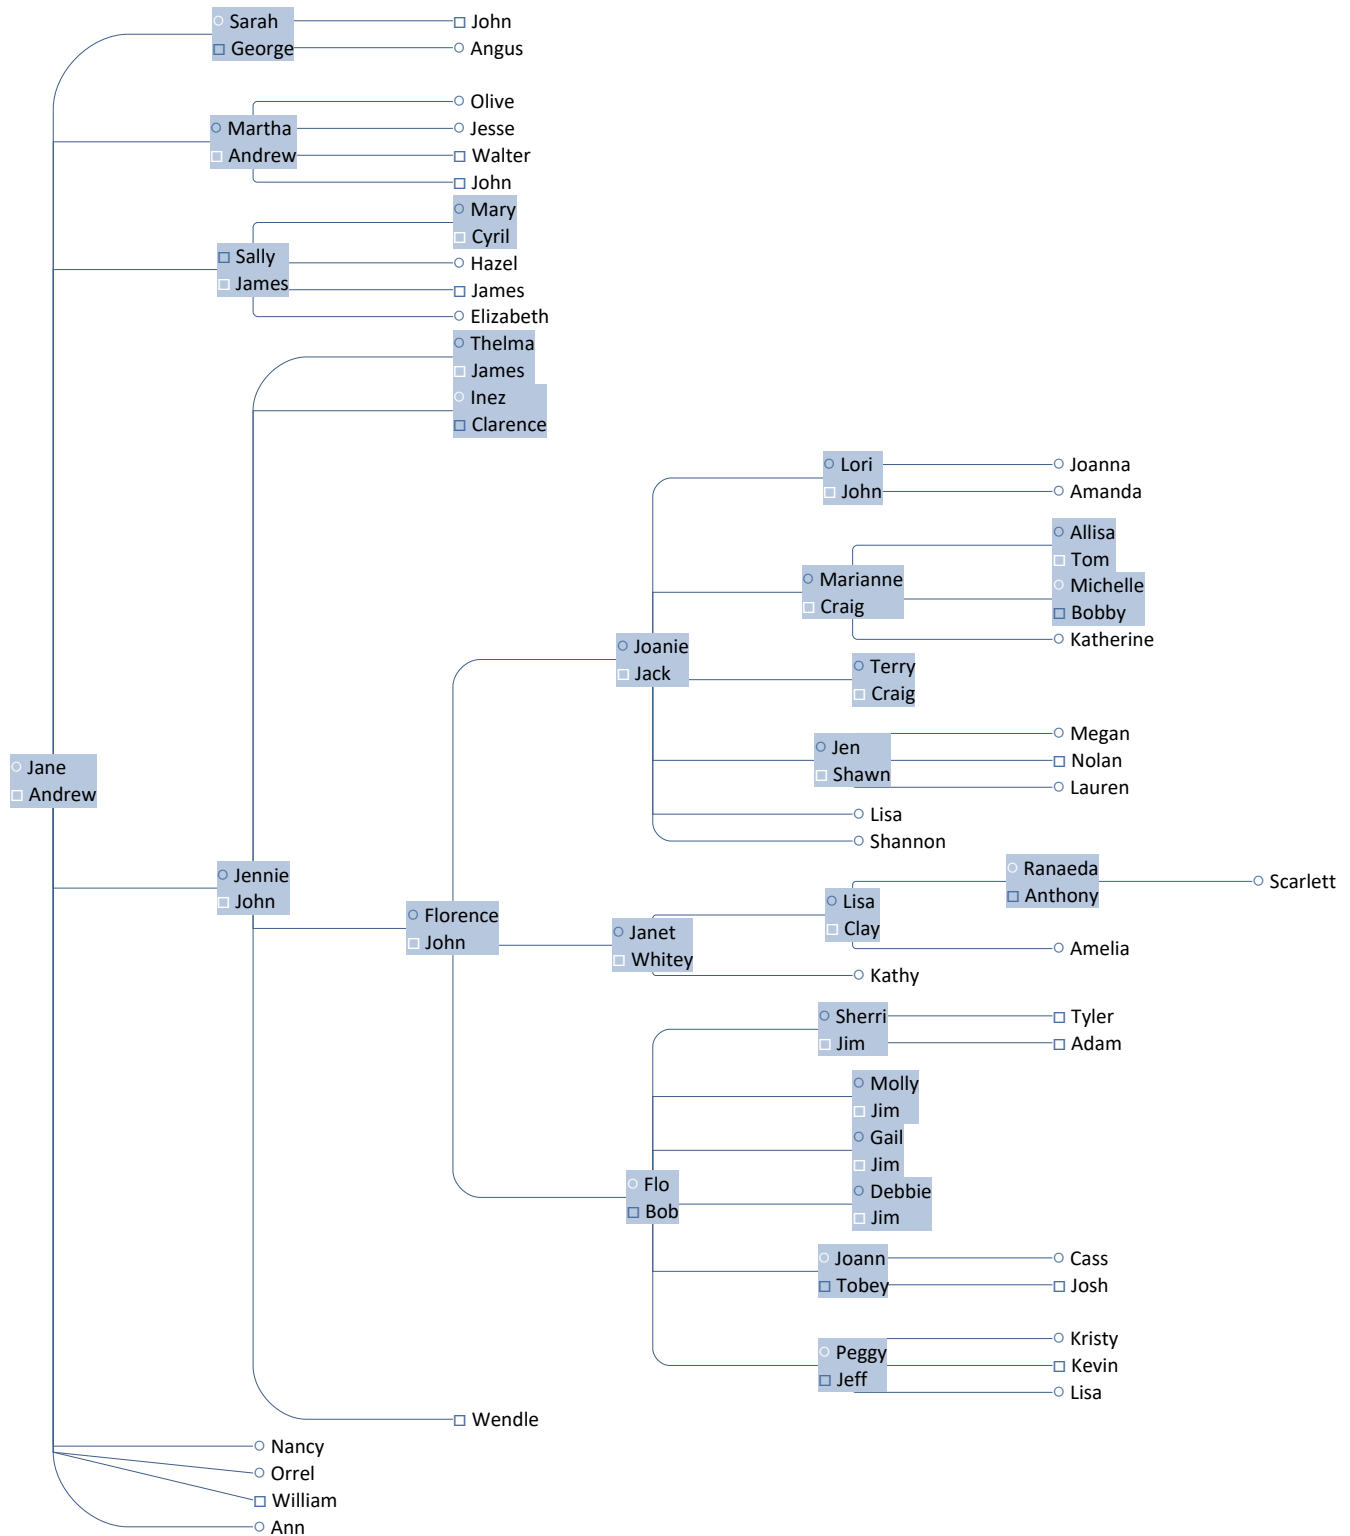 Sarah
George
John
Angus
Martha
Andrew
Olive
Jesse
Walter
John
Sally
James
Mary
Cyril
Hazel
James
Elizabeth
Thelma
James
Inez
Clarence
Lori
John
Joanna
Amanda
Marianne
Craig
Allisa
Tom
Michelle
Bobby
Katherine
Joanie
Jack
Terry
Craig
Jen
Shawn
Megan
Nolan
Lauren
Lisa
Shannon
Jane
Andrew
Jennie
John
Florence
John
Janet
Whitey
Lisa
Clay
Ranaeda
Anthony
Scarlett
Amelia
Kathy
Sherri
Jim
Tyler
Adam
Molly
Jim
Gail
Jim
Debbie
Jim
Flo
Bob
Joann
Tobey
Cass
Josh
Peggy
Jeff
Kristy
Kevin
Lisa
Wendle
Nancy
Orrel
William
Ann